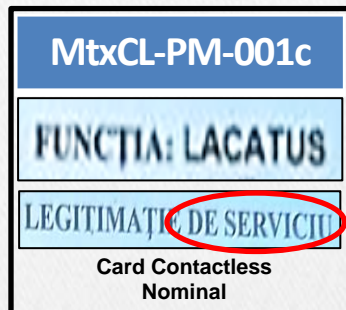 MtxCL-PM-001c
FUNCȚIA: LACATUS
LEGITIMAȚIE DE SERVICIU
Card Contactless
Nominal